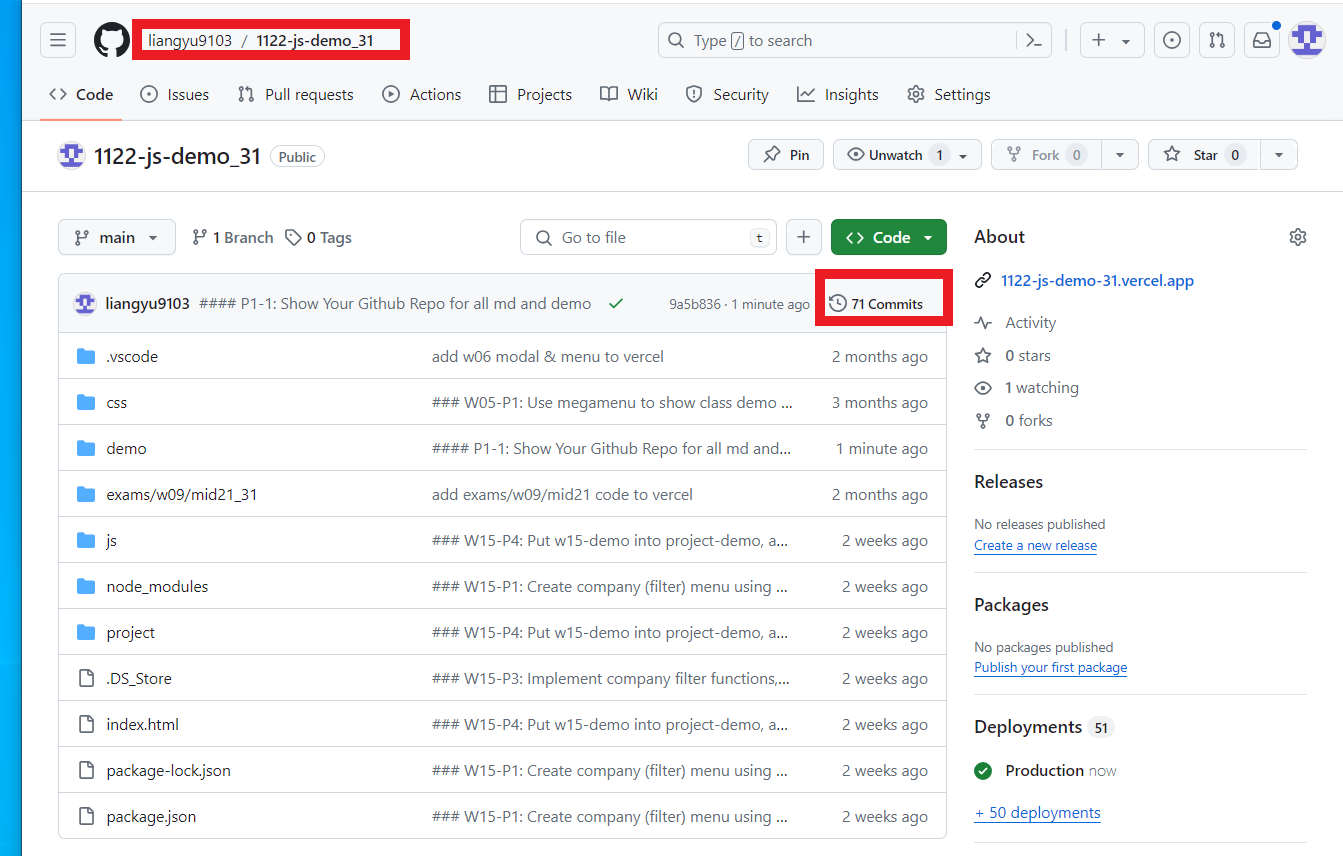 liangyu9103 / 1122-js-demo_31
Type / to search
Code Issues Pull requests Actions Projects Wiki Security Insights Settings
1122-js-demo_31 Public
Pin Unwatch 1 Fork 0 Star 0
main 1 Branch 0 Tags Go to file t Code
liangyu9103 #### P1-1: Show Your Github Repo for all md and demo 9a5b836 · 1 minute ago 71 Commits
.vscode add w06 modal & menu to vercel 2 months ago
css ### W05-P1: Use megamenu to show class demo ... 3 months ago
demo #### P1-1: Show Your Github Repo for all md and... 1 minute ago
exams/w09/mid21_31 add exams/w09/mid21 code to vercel 2 months ago
js ### W15-P4: Put w15-demo into project-demo, a... 2 weeks ago
node_modules ### W15-P1: Create company (filter) menu using ... 2 weeks ago
project ### W15-P4: Put w15-demo into project-demo, a... 2 weeks ago
.DS_Store ### W15-P3: Implement company filter functions,... 2 weeks ago
index.html ### W15-P4: Put w15-demo into project-demo, a... 2 weeks ago
package-lock.json ### W15-P1: Create company (filter) menu using ... 2 weeks ago
package.json ### W15-P1: Create company (filter) menu using ... 2 weeks ago
About
1122-js-demo-31.vercel.app
Activity
0 stars
1 watching
0 forks
Releases
No releases published
Create a new release
Packages
No packages published
Publish your first package
Deployments 51
Production now
+ 50 deployments